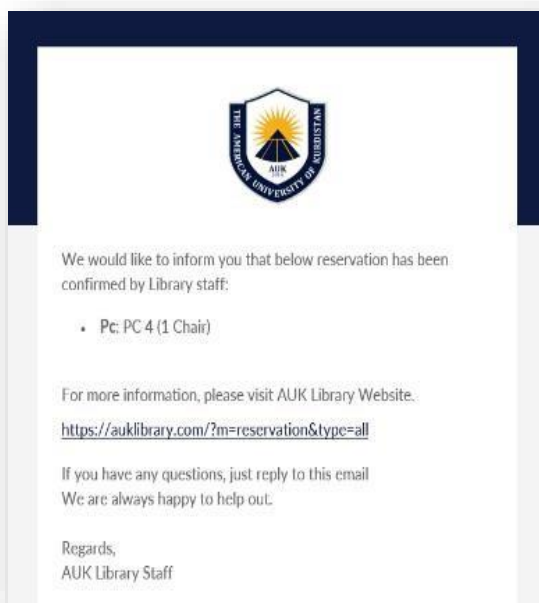 THE AMERICAN UNIVERSITY OF KURDISTAN
AUK
We would like to inform you that below reservation has been
confirmed by Library staff:
• Pc: PC 4 (1 Chair)
For more information, please visit AUK Library Website.
https://auklibrary.com/?m=reservation&type=all
If you have any questions, just reply to this email
We are always happy to help out.
Regards,
AUK Library Staff